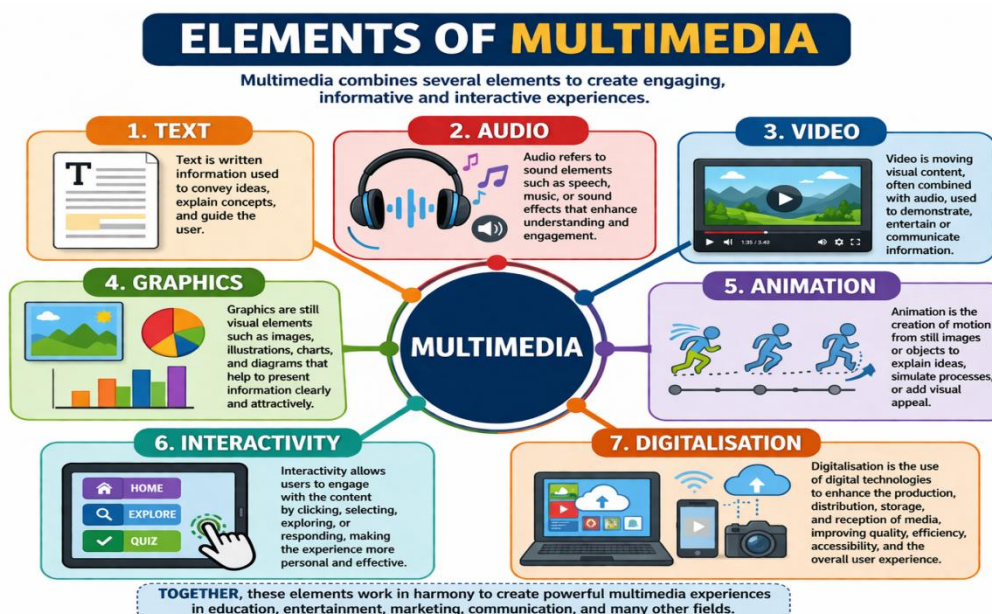 ELEMENTS OF MULTIMEDIA
Multimedia combines several elements to create engaging,
informative and interactive experiences.
1. TEXT
T
Text is written
information used
to convey ideas,
explain concepts,
and guide the
user.
2. AUDIO
Audio refers to
sound elements
such as speech,
music, or sound
effects that enhance
understanding and
engagement.
3. VIDEO
1:35 / 3:40
Video is moving
visual content,
often combined
with audio, used
to demonstrate,
entertain or
communicate
information.
4. GRAPHICS
Graphics are still
visual elements
such as images,
illustrations, charts,
and diagrams that
help to present
information clearly
and attractively.
MULTIMEDIA
5. ANIMATION
Animation is the
creation of motion
from still images
or objects to
explain ideas,
simulate processes,
or add visual
appeal.
6. INTERACTIVITY
HOME
EXPLORE
QUIZ
Interactivity allows
users to engage
with the content
by clicking, selecting,
exploring, or
responding, making
the experience more
personal and effective.
7. DIGITALISATION
Digitalisation is the use
of digital technologies
to enhance the production,
distribution, storage,
and reception of media,
improving quality, efficiency,
accessibility, and the
overall user experience.
TOGETHER, these elements work in harmony to create powerful multimedia experiences
in education, entertainment, marketing, communication, and many other fields.